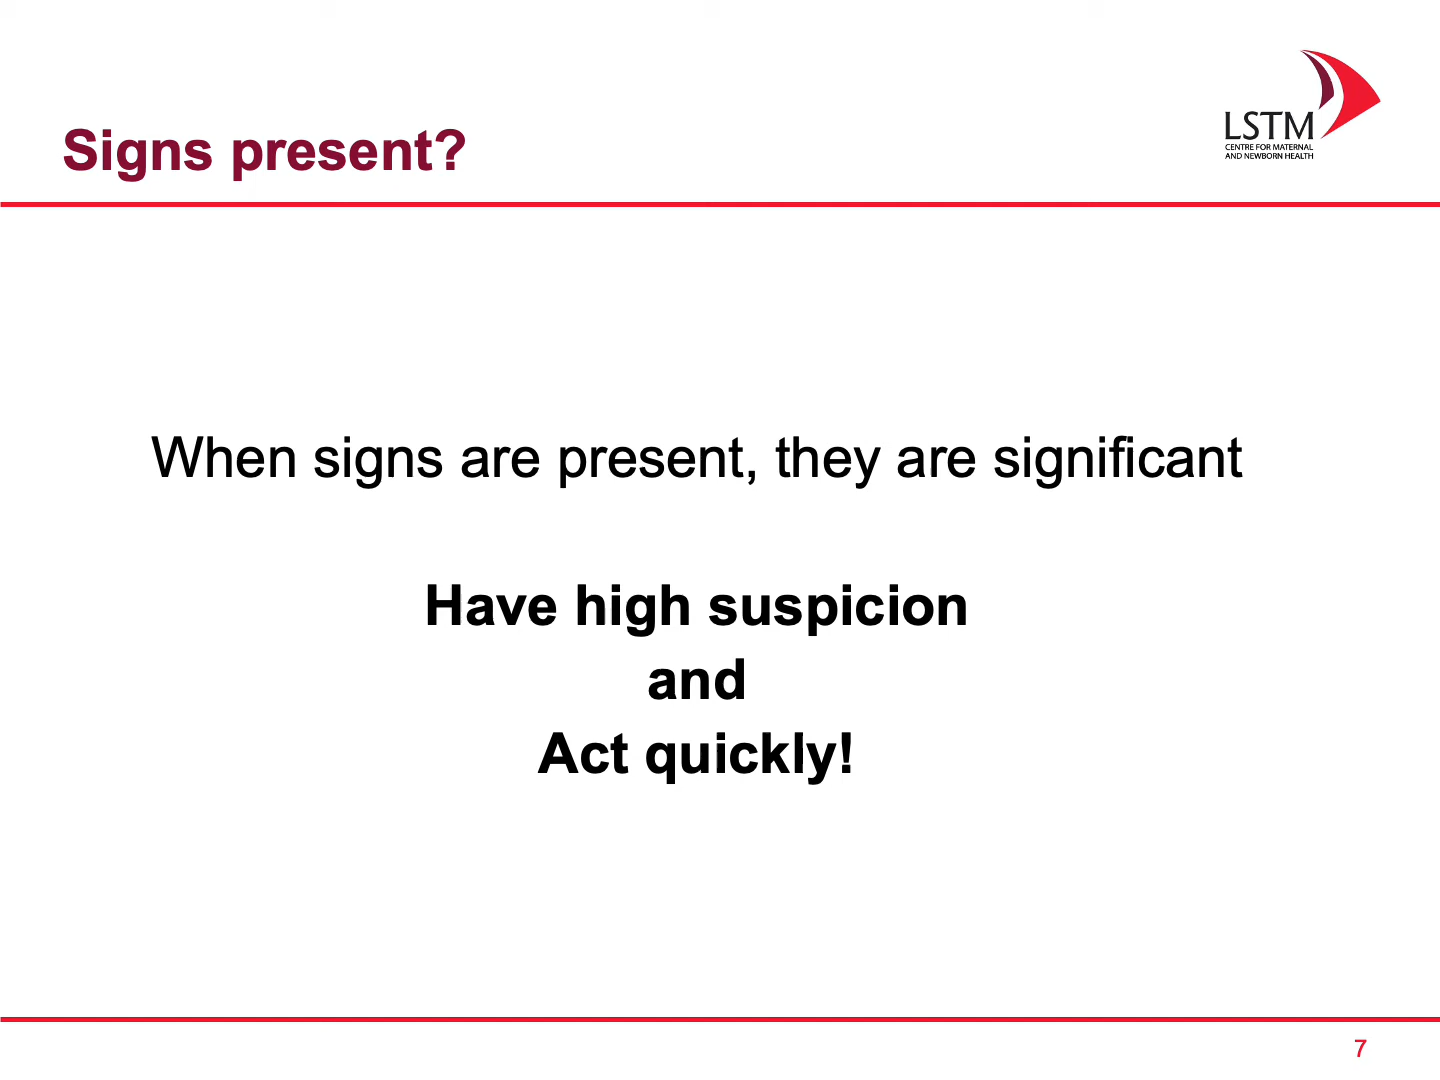 Signs present?
LSTM
CENTRE FOR MATERNAL
AND NEWBORN HEALTH
When signs are present, they are significant
Have high suspicion
and
Act quickly!
7